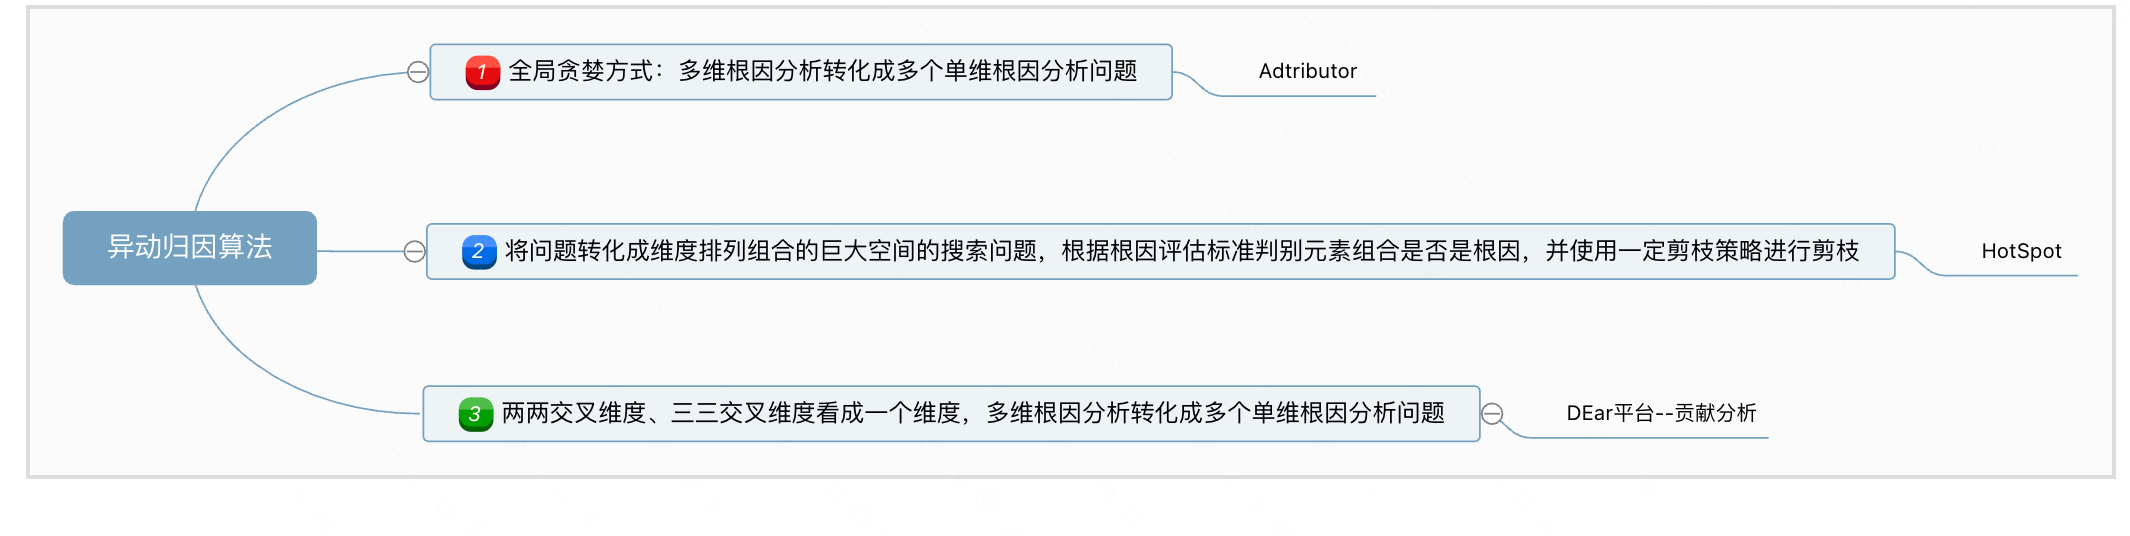 1 全局贪婪方式：多维根因分析转化成多个单维根因分析问题
Adtributor
异动归因算法
2 将问题转化成维度排列组合的巨大空间的搜索问题，根据根因评估标准判别元素组合是否是根因，并使用一定剪枝策略进行剪枝
HotSpot
3 两两交叉维度、三三交叉维度看成一个维度，多维根因分析转化成多个单维根因分析问题
DEar平台--贡献分析